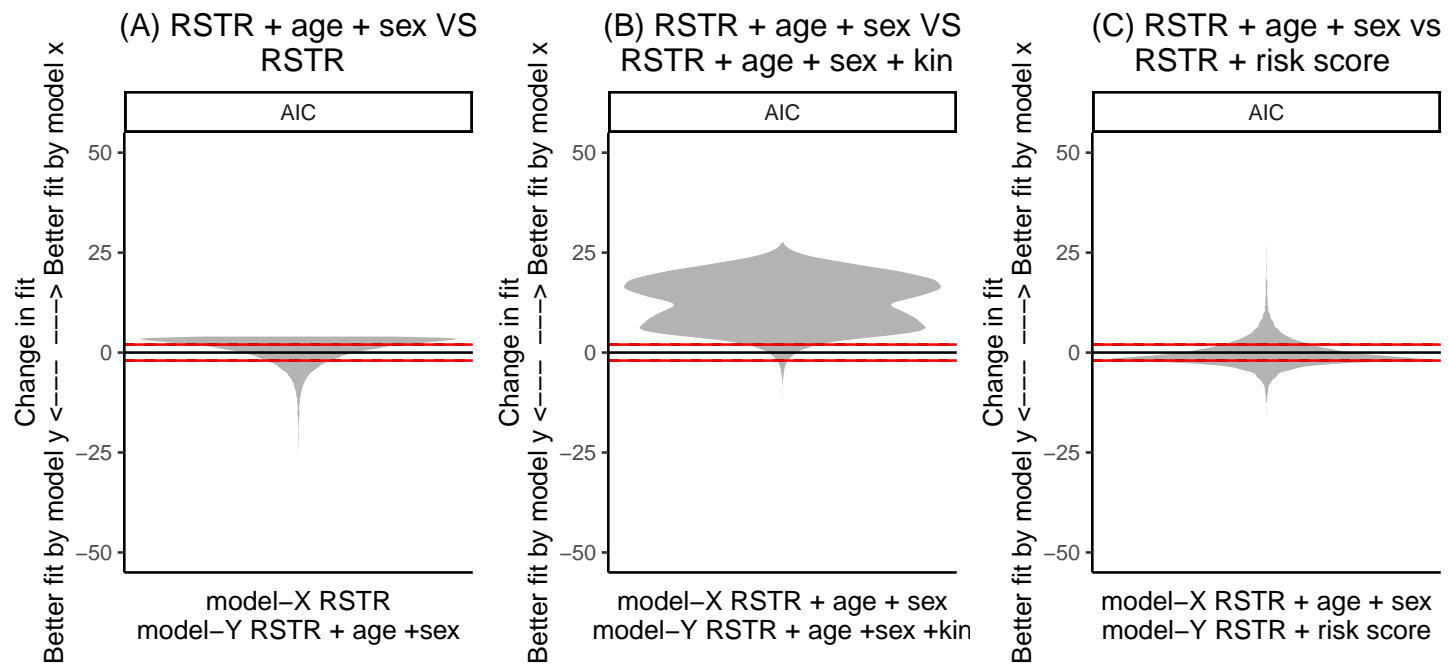 (A) RSTR + age + sex VS
RSTR
AIC
Change in fit
Better fit by model y <−−− −−−> Better fit by model x
50
25
0
−25
−50
model−X RSTR
model−Y RSTR + age +sex
(B) RSTR + age + sex VS
RSTR + age + sex + kin
AIC
Change in fit
Better fit by model y <−−− −−−> Better fit by model x
50
25
0
−25
−50
model−X RSTR + age + sex
model−Y RSTR + age +sex +kin
(C) RSTR + age + sex vs
RSTR + risk score
AIC
Change in fit
Better fit by model y <−−− −−−> Better fit by model x
50
25
0
−25
−50
model−X RSTR + age + sex
model−Y RSTR + risk score